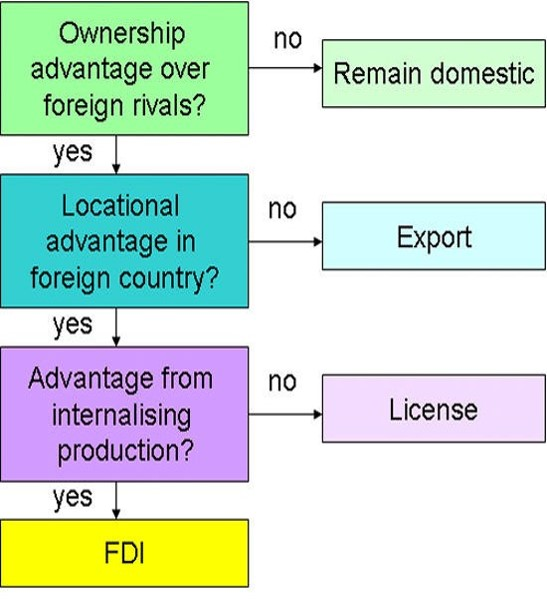 Ownership
advantage over
foreign rivals?
no
Remain domestic
yes
Locational
advantage in
foreign country?
no
Export
yes
Advantage from
internalising
production?
no
License
yes
FDI